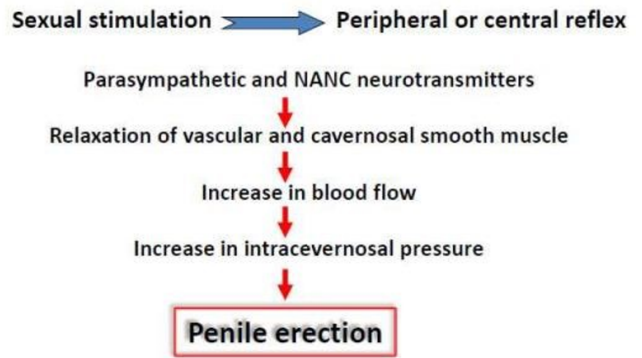 Sexual stimulation Peripheral or central reflex
Parasympathetic and NANC neurotransmitters
Relaxation of vascular and cavernosal smooth muscle
Increase in blood flow
Increase in intracevernosal pressure
Penile erection